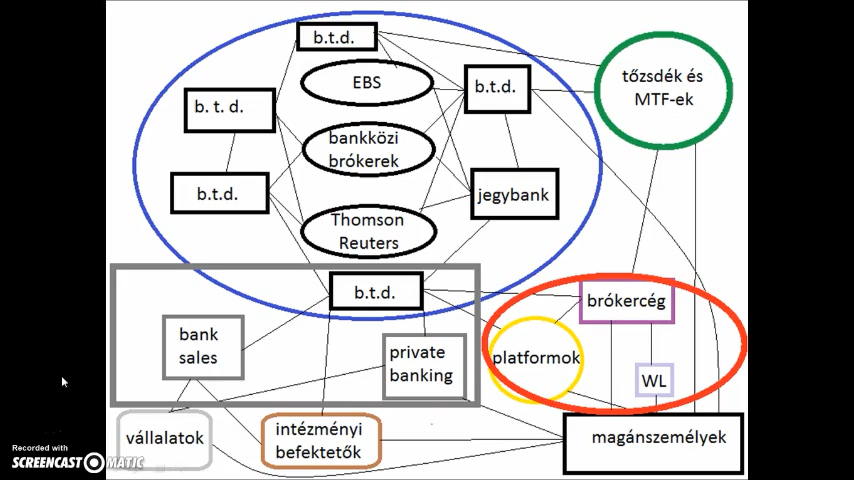 b.t.d.
EBS
b.t.d.
tőzsdék és
MTF-ek
b. t. d.
bankközi
brókerek
b.t.d.
jegybank
Thomson
Reuters
b.t.d.
brókercég
bank
sales
private
banking
platformok
WL
vállalatok
intézményi
befektetők
magánszemélyek
Recorded with
SCREENCAST MATIC